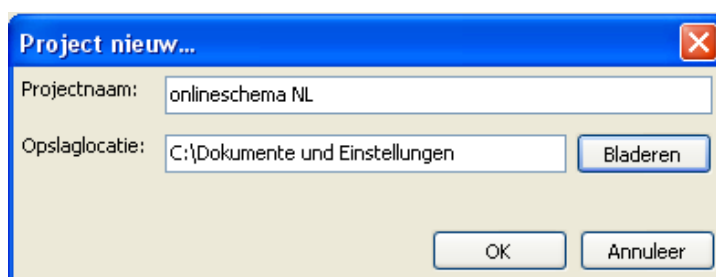 Project nieuw...
Projectnaam: onlineschema NL
Opslaglocatie: C:\Dokumente und Einstellungen Bladeren
OK Annuleer